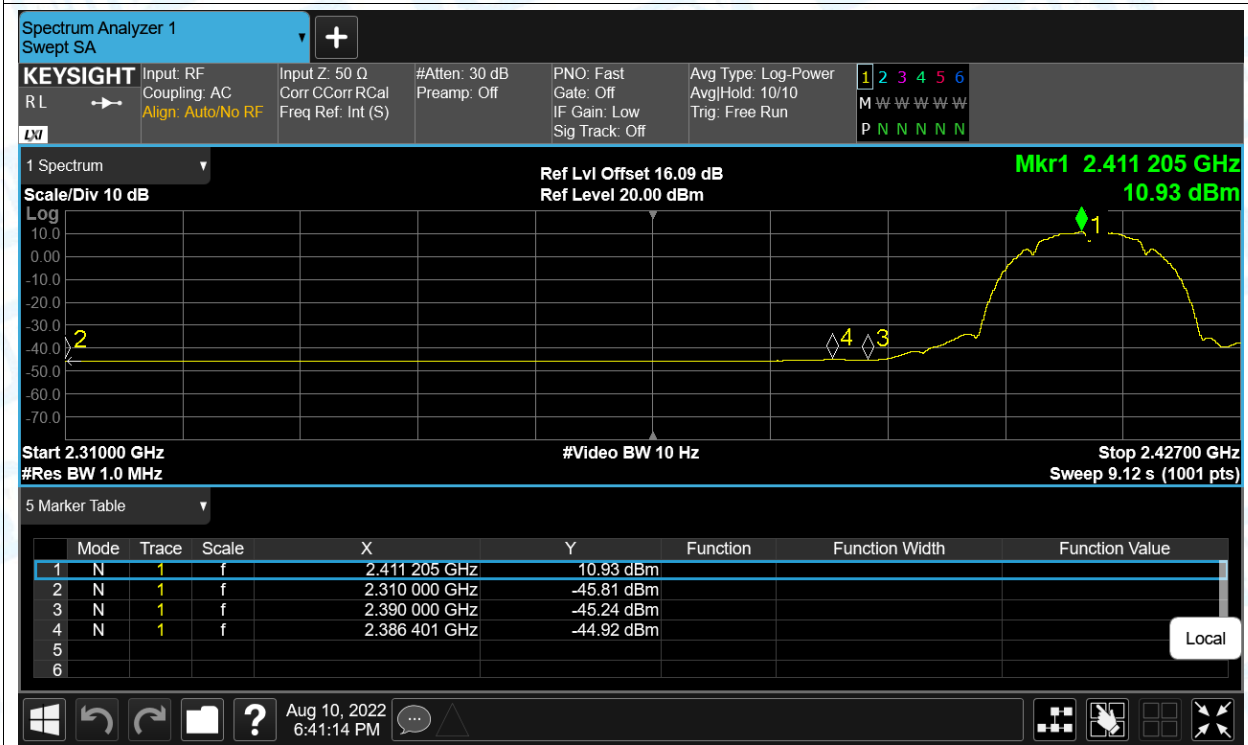 Spectrum Analyzer 1
Swept SA
KEYSIGHT
R L
LXI
Input: RF
Coupling: AC
Align: Auto/No RF
Input Z: 50 Ω
Corr CCorr RCal
Freq Ref: Int (S)
#Atten: 30 dB
Preamp: Off
PNO: Fast
Gate: Off
IF Gain: Low
Sig Track: Off
Avg Type: Log-Power
Avg|Hold: 10/10
Trig: Free Run
1 2 3 4 5 6
M W W W W W
P N N N N N
1 Spectrum
Scale/Div 10 dB
Ref Lvl Offset 16.09 dB
Ref Level 20.00 dBm
Mkr1 2.411 205 GHz
10.93 dBm
Log
10.0
0.00
-10.0
-20.0
-30.0
-40.0
-50.0
-60.0
-70.0
2
4
3
1
Start 2.31000 GHz
#Res BW 1.0 MHz
#Video BW 10 Hz
Stop 2.42700 GHz
Sweep 9.12 s (1001 pts)
5 Marker Table
Mode Trace Scale X Y Function Function Width Function Value
1 N 1 f 2.411 205 GHz 10.93 dBm
2 N 1 f 2.310 000 GHz -45.81 dBm
3 N 1 f 2.390 000 GHz -45.24 dBm
4 N 1 f 2.386 401 GHz -44.92 dBm
5
6
Local
?
Aug 10, 2022
6:41:14 PM